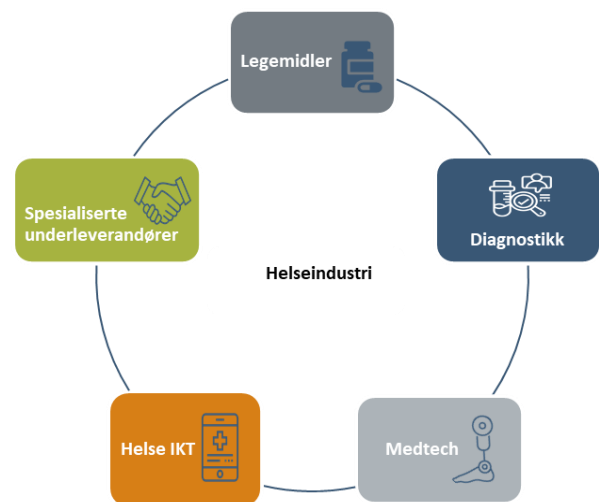 Legemidler
Diagnostikk
Spesialiserte
underleverandører
Helseindustri
Helse IKT
Medtech